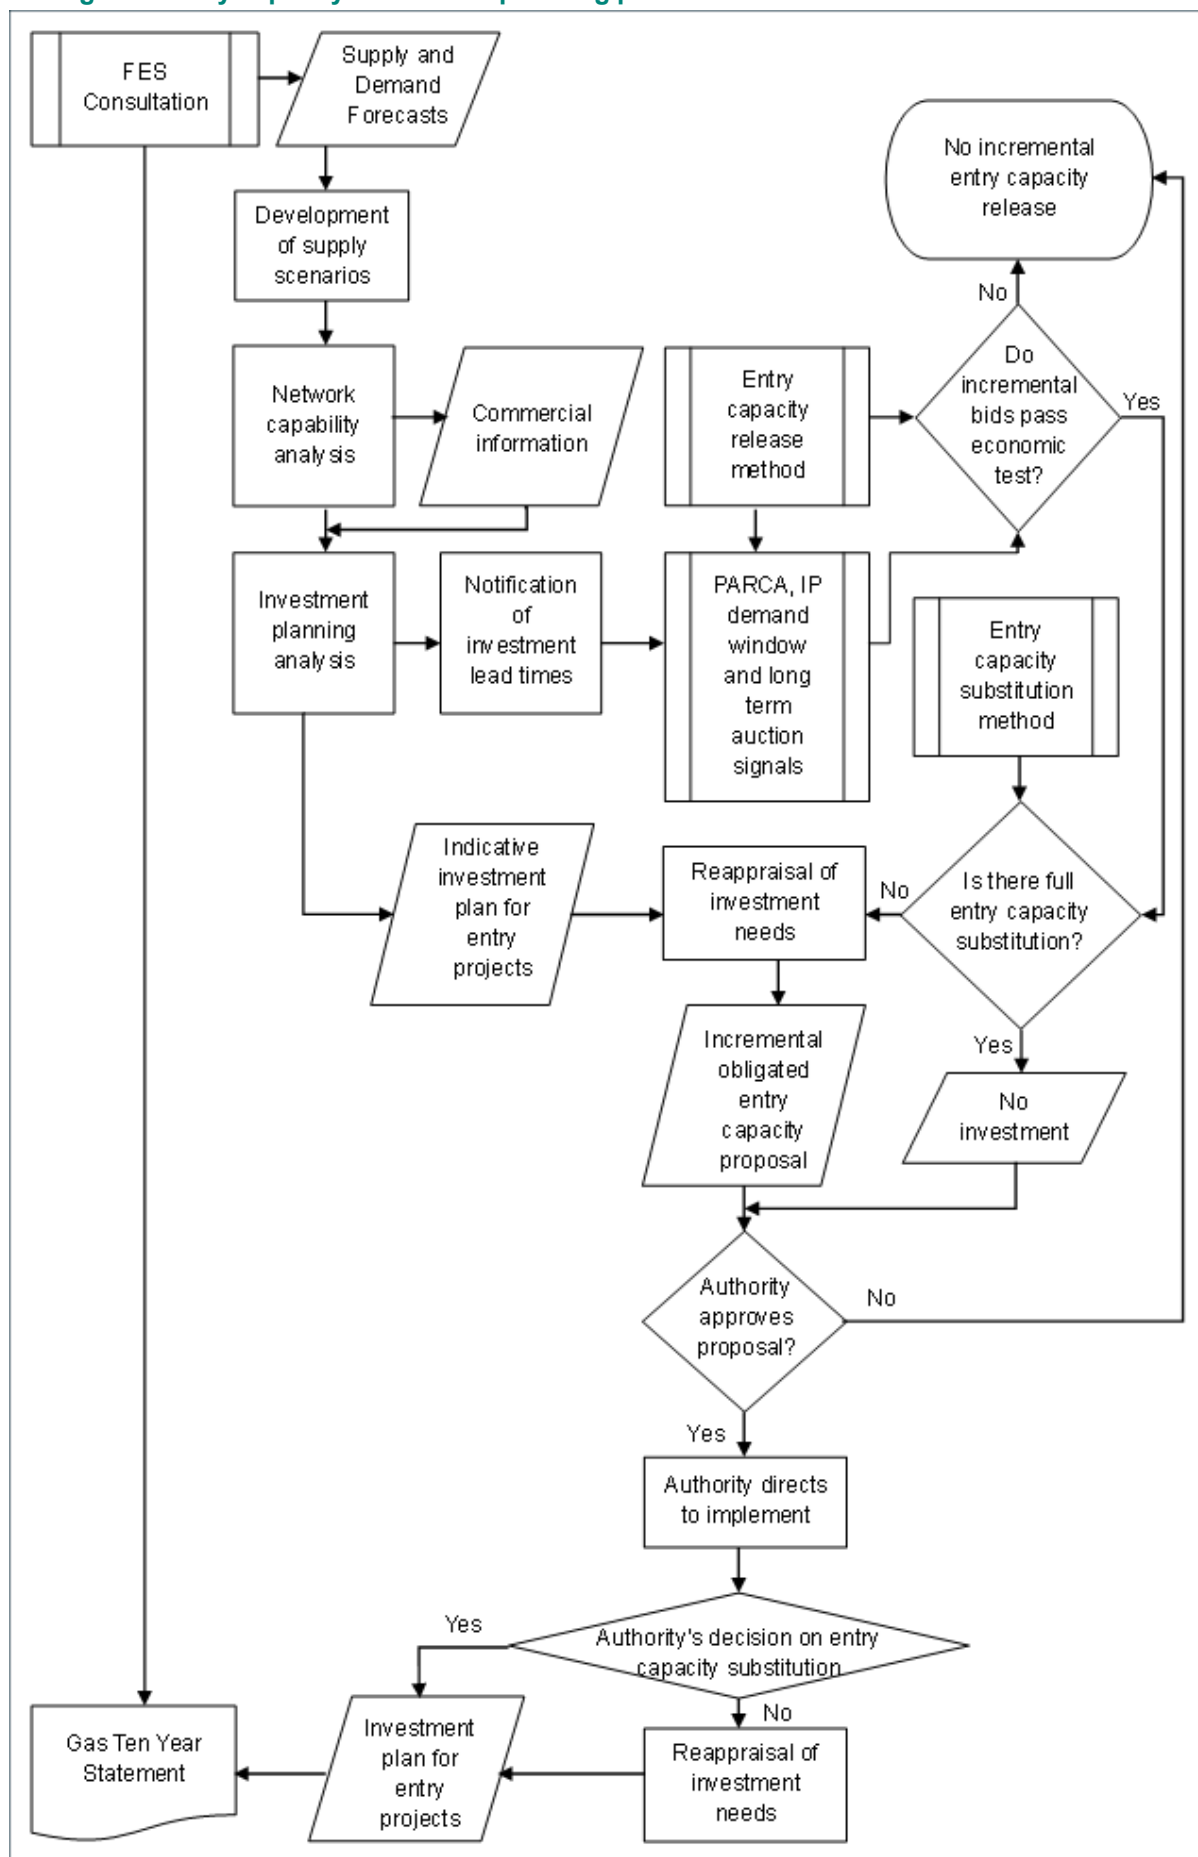 FES
Consultation
Supply and
Demand
Forecasts
No incremental
entry capacity
release
Development
of supply
scenarios
No
Network
capability
analysis
Commercial
information
Entry
capacity
release
method
Do
incremental
bids pass
economic
test?
Yes
Investment
planning
analysis
Notification
of
investment
lead times
PARCA, IP
demand
window
and long
term
auction
signals
Entry
capacity
substitution
method
Indicative
investment
plan for
entry
projects
Reappraisal of
investment
needs
No
Is there full
entry capacity
substitution?
Yes
Incremental
obligated
entry
capacity
proposal
No
investment
Authority
approves
proposal?
No
Yes
Authority directs
to implement
Yes
Authority's decision on entry
capacity substitution
No
Gas Ten Year
Statement
Investment
plan for
entry
projects
Reappraisal of
investment
needs